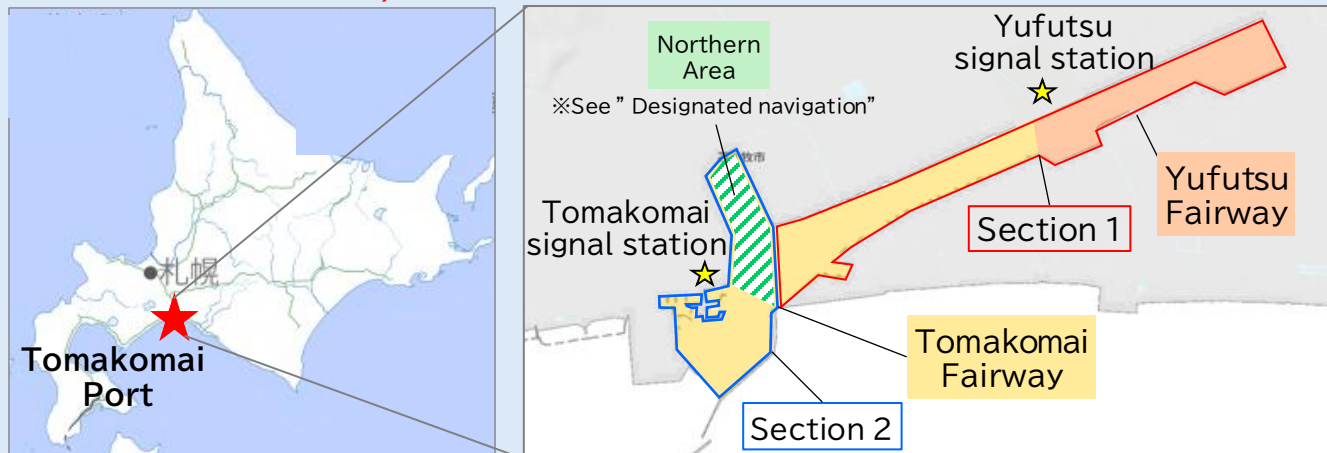 札幌
Tomakomai
Port
Northern
Area
※See ” Designated navigation”
Yufutsu
signal station
Tomakomai
signal station
Section 1
Yufutsu
Fairway
Tomakomai
Fairway
Section 2